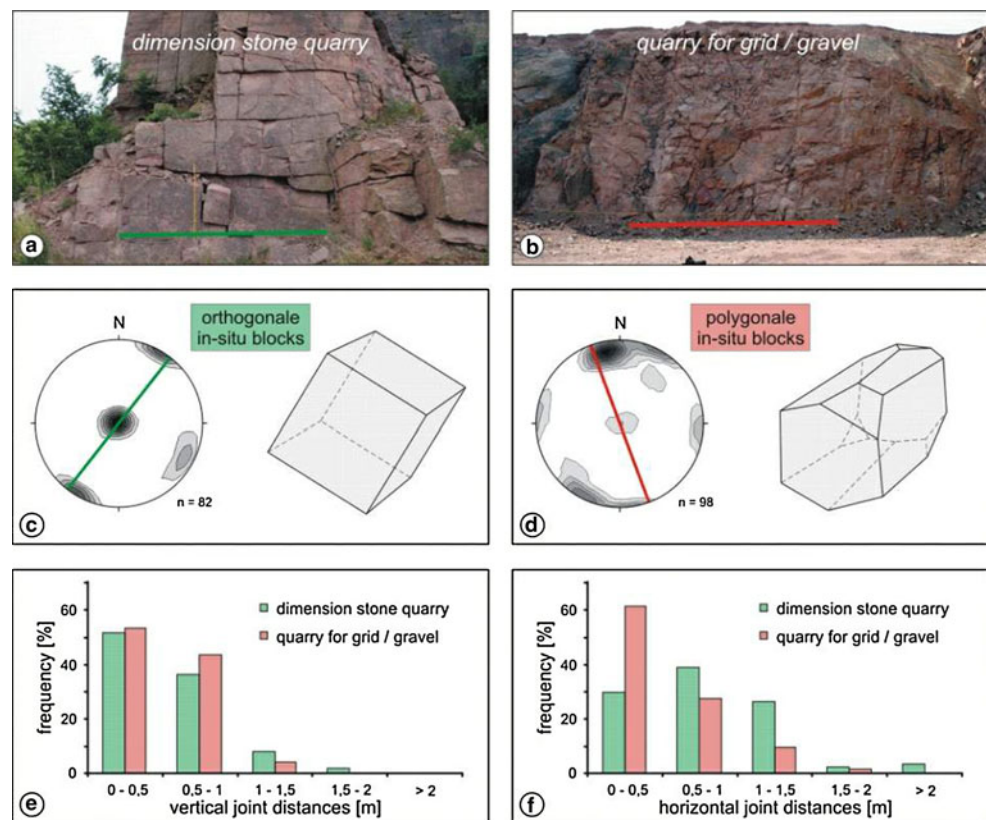 dimension stone quarry
a
quarry for grid / gravel
b
N
orthogonale
in-situ blocks
n = 82
c
N
polygonale
in-situ blocks
n = 98
d
frequency [%]
60
40
20
0
dimension stone quarry
quarry for grid / gravel
0 - 0,5
0,5 - 1
1 - 1,5
1,5 - 2
> 2
vertical joint distances [m]
e
frequency [%]
60
40
20
0
dimension stone quarry
quarry for grid / gravel
0 - 0,5
0,5 - 1
1 - 1,5
1,5 - 2
> 2
horizontal joint distances [m]
f